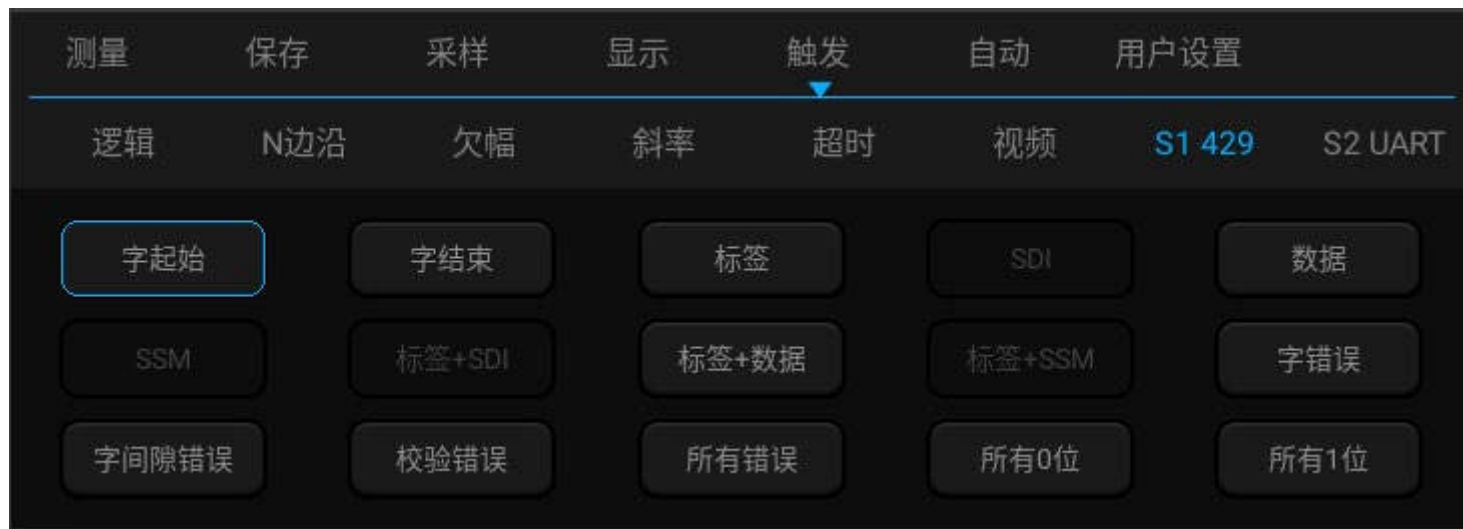 测量 保存 采样 显示 触发 自动 用户设置
逻辑 N边沿 欠幅 斜率 超时 视频 S1 429 S2 UART
字起始 字结束 标签 SDI 数据
SSM 标签+SDI 标签+数据 标签+SSM 字错误
字间隙错误 校验错误 所有错误 所有0位 所有1位